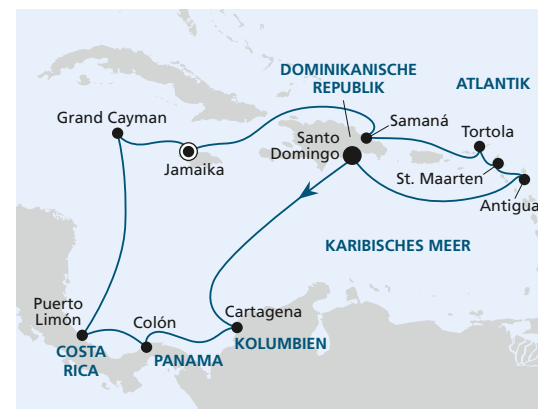 DOMINIKANISCHE
REPUBLIK
ATLANTIK
Grand Cayman
Samaná
Santo
Domingo
Tortola
Jamaika
St. Maarten
Antigua
KARIBISCHES MEER
Puerto
Limón
Colón
Cartagena
KOLUMBIEN
COSTA
RICA
PANAMA